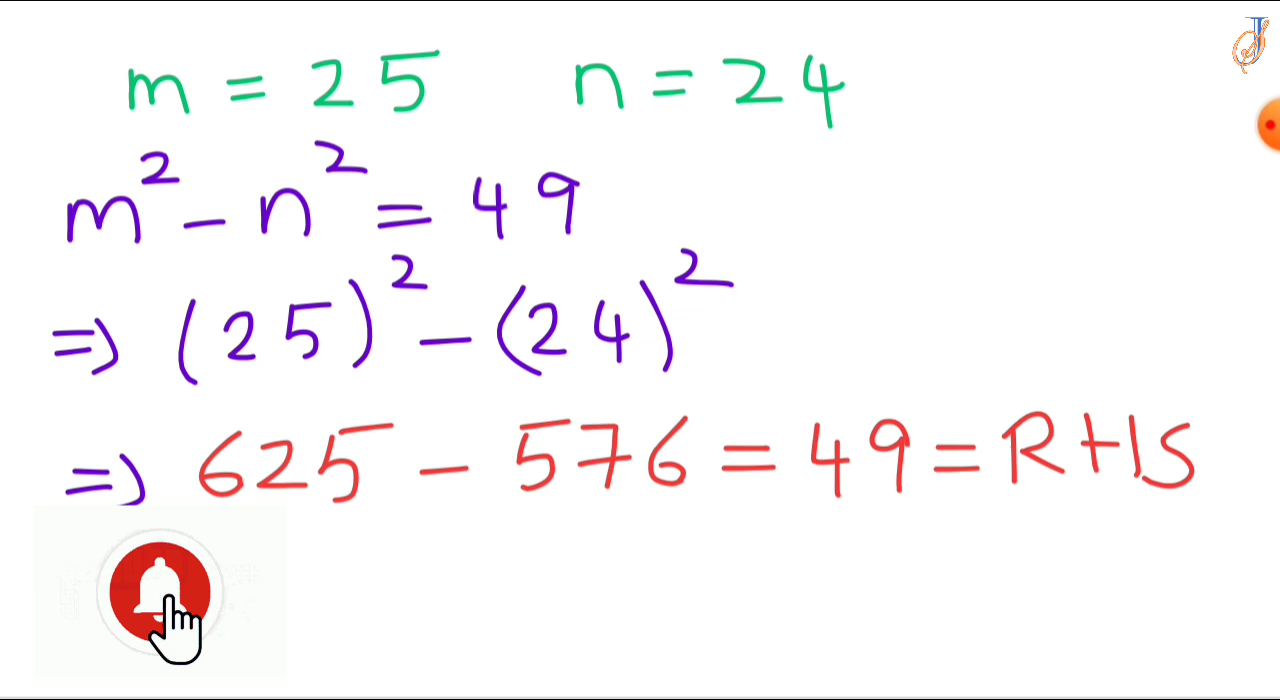 m = 25 n = 24
m² - n² = 49
⇒ (25)² - (24)²
⇒ 625 - 576 = 49 = RHS